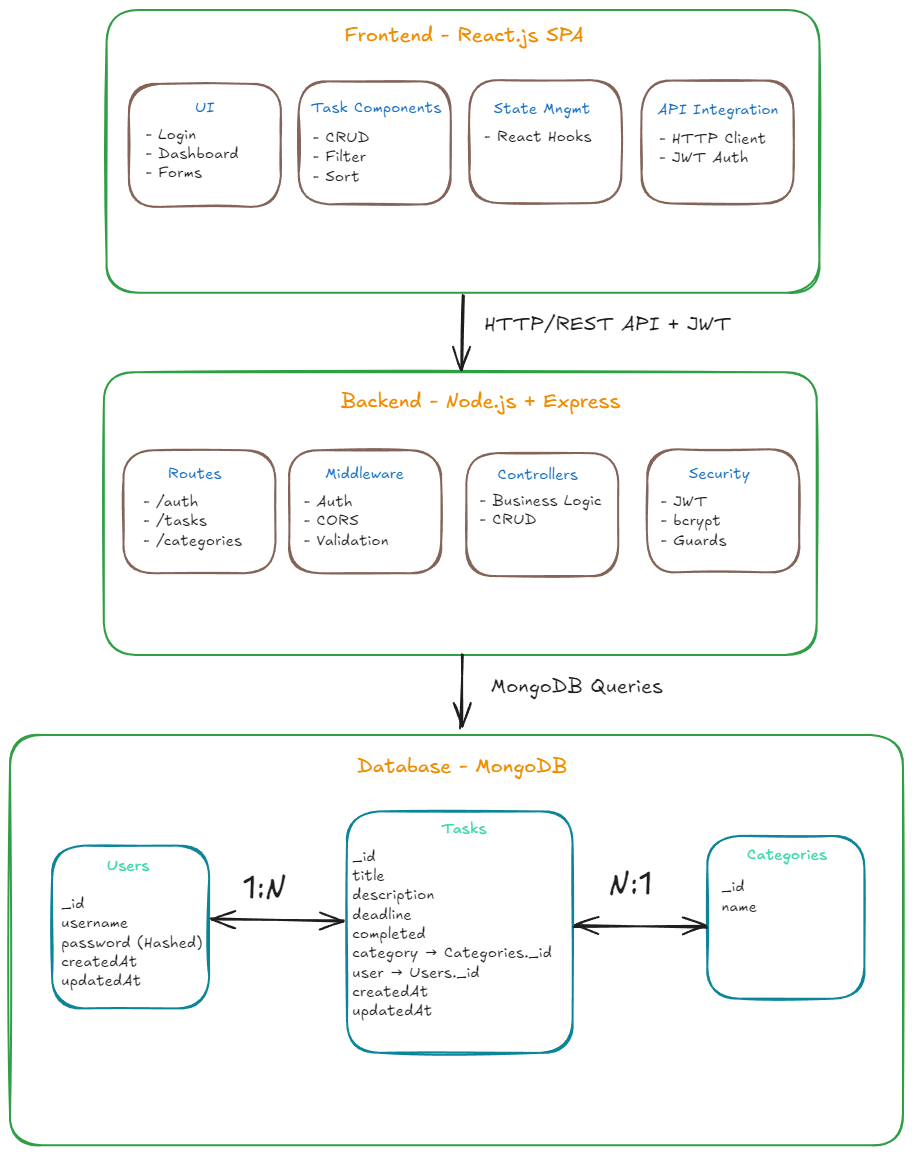 Frontend - React.js SPA
UI
- Login
- Dashboard
- Forms
Task Components
- CRUD
- Filter
- Sort
State Mngmt
- React Hooks
API Integration
- HTTP Client
- JWT Auth
HTTP/REST API + JWT
Backend - Node.js + Express
Routes
- /auth
- /tasks
- /categories
Middleware
- Auth
- CORS
- Validation
Controllers
- Business Logic
- CRUD
Security
- JWT
- bcrypt
- Guards
MongoDB Queries
Database - MongoDB
Users
_id
username
password (Hashed)
createdAt
updatedAt
1:N
Tasks
_id
title
description
deadline
completed
category → Categories._id
user → Users._id
createdAt
updatedAt
N:1
Categories
_id
name